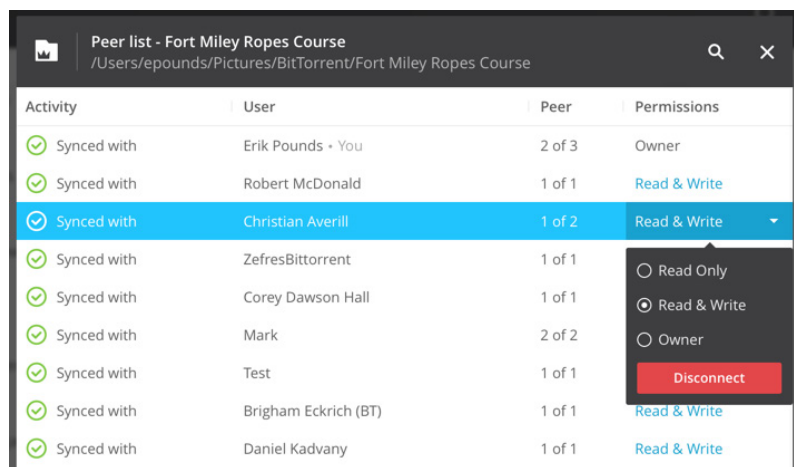 Peer list - Fort Miley Ropes Course
/Users/epounds/Pictures/BitTorrent/Fort Miley Ropes Course
Activity User Peer Permissions
Synced with Erik Pounds • You 2 of 3 Owner
Synced with Robert McDonald 1 of 1 Read & Write
Synced with Christian Averill 1 of 2 Read & Write
Synced with ZefresBittorrent 1 of 1
Read Only
Synced with Corey Dawson Hall 1 of 1
Read & Write
Synced with Mark 2 of 2
Owner
Synced with Test 1 of 1
Disconnect
Synced with Brigham Eckrich (BT) 1 of 1 Read & Write
Synced with Daniel Kadvany 1 of 1 Read & Write